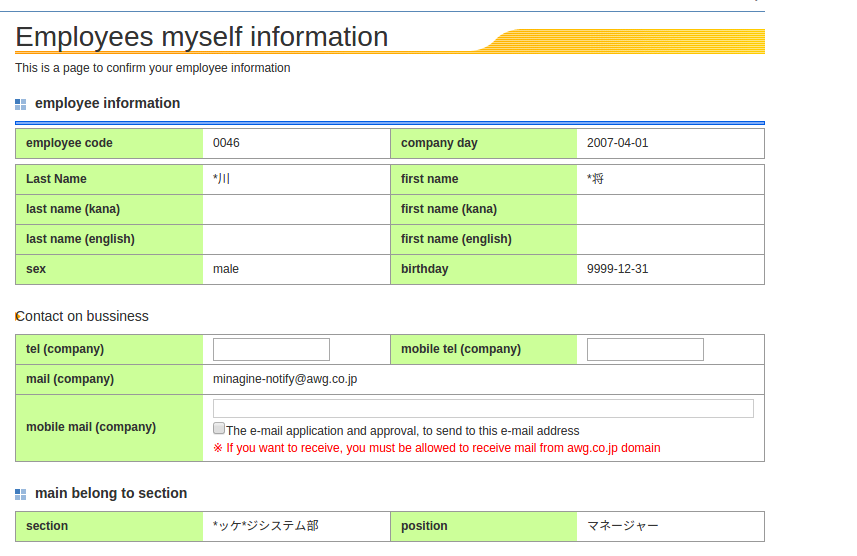 Employees myself information
This is a page to confirm your employee information
employee information
employee code 0046 company day 2007-04-01
Last Name *川 first name *将
last name (kana) first name (kana)
last name (english) first name (english)
sex male birthday 9999-12-31
Contact on bussiness
tel (company) mobile tel (company)
mail (company) minagine-notify@awg.co.jp
mobile mail (company)
The e-mail application and approval, to send to this e-mail address
※ If you want to receive, you must be allowed to receive mail from awg.co.jp domain
main belong to section
section *ッケ*ジシステム部 position マネージャー